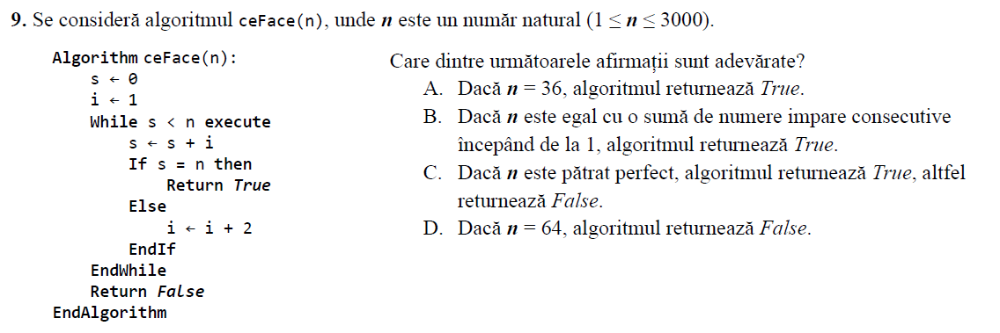 9. Se consideră algoritmul ceFace(n), unde n este un număr natural (1 ≤ n ≤ 3000).
Algorithm ceFace(n):
s ← 0
i ← 1
While s < n execute
s ← s + i
If s = n then
Return True
Else
i ← i + 2
EndIf
EndWhile
Return False
EndAlgorithm
Care dintre următoarele afirmații sunt adevărate?
A. Dacă n = 36, algoritmul returnează True.
B. Dacă n este egal cu o sumă de numere impare consecutive
începând de la 1, algoritmul returnează True.
C. Dacă n este pătrat perfect, algoritmul returnează True, altfel
returnează False.
D. Dacă n = 64, algoritmul returnează False.